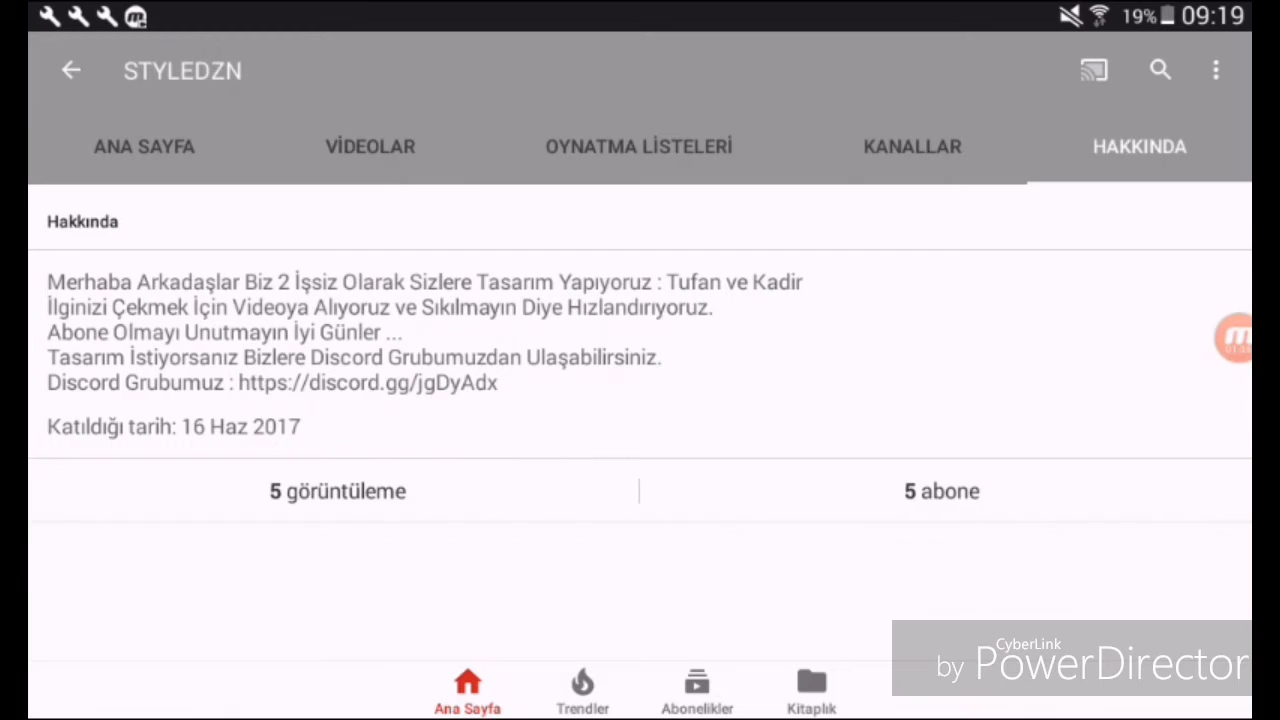 19% 09:19
STYLEDZN
ANA SAYFA VİDEOLAR OYNATMA LİSTELERİ KANALLAR HAKKINDA
Hakkında
Merhaba Arkadaşlar Biz 2 İşsiz Olarak Sizlere Tasarım Yapıyoruz : Tufan ve Kadir
İlginizi Çekmek İçin Videoya Alıyoruz ve Sıkılmayın Diye Hızlandırıyoruz.
Abone Olmayı Unutmayın İyi Günler ...
Tasarım İstiyorsanız Bizlere Discord Grubumuzdan Ulaşabilirsiniz.
Discord Grubumuz : https://discord.gg/jgDyAdx
Katıldığı tarih: 16 Haz 2017
5 görüntüleme 5 abone
CyberLink
by PowerDirector
Ana Sayfa Trendler Abonelikler Kitaplık